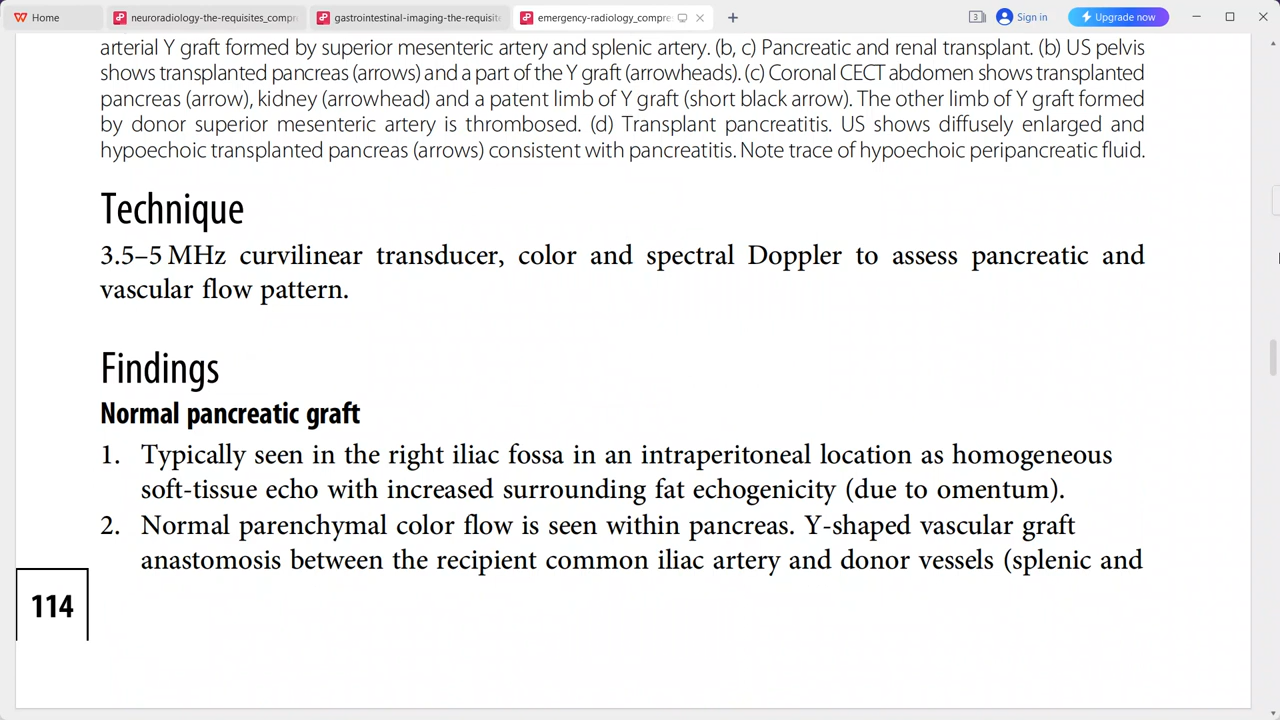 Home
neuroradiology-the-requisites_compr
gastrointestinal-imaging-the-requisite
emergency-radiology_compre
3
Sign in
Upgrade now
arterial Y graft formed by superior mesenteric artery and splenic artery. (b, c) Pancreatic and renal transplant. (b) US pelvis
shows transplanted pancreas (arrows) and a part of the Y graft (arrowheads). (c) Coronal CECT abdomen shows transplanted
pancreas (arrow), kidney (arrowhead) and a patent limb of Y graft (short black arrow). The other limb of Y graft formed
by donor superior mesenteric artery is thrombosed. (d) Transplant pancreatitis. US shows diffusely enlarged and
hypoechoic transplanted pancreas (arrows) consistent with pancreatitis. Note trace of hypoechoic peripancreatic fluid.
Technique
3.5–5 MHz curvilinear transducer, color and spectral Doppler to assess pancreatic and
vascular flow pattern.
Findings
Normal pancreatic graft
1. Typically seen in the right iliac fossa in an intraperitoneal location as homogeneous
soft-tissue echo with increased surrounding fat echogenicity (due to omentum).
2. Normal parenchymal color flow is seen within pancreas. Y-shaped vascular graft
anastomosis between the recipient common iliac artery and donor vessels (splenic and
114